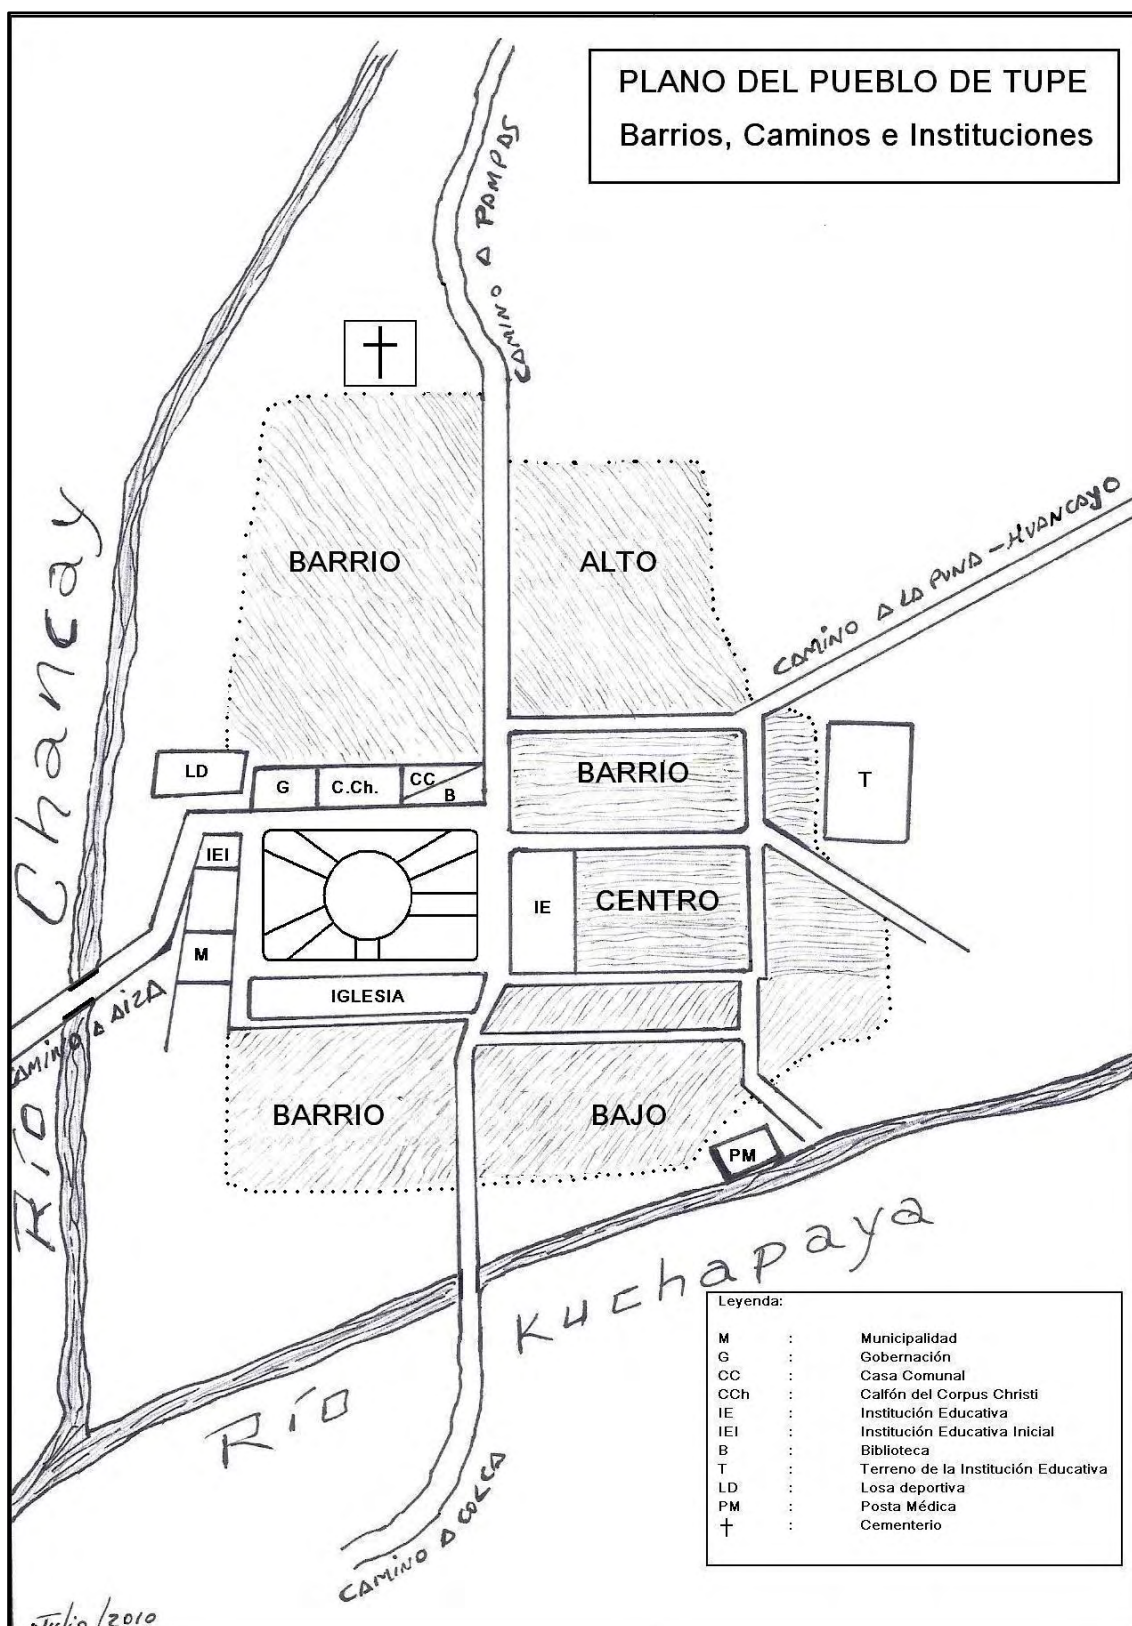 PLANO DEL PUEBLO DE TUPE
Barrios, Caminos e Instituciones
CAMINO A PAMPAS
BARRIO
ALTO
CAMINO A LA PUNA - HUANCAYO
Río Chancay
LD
G
C.Ch.
CC
B
BARRIO
T
IEI
IE
CENTRO
M
IGLESIA
CAMINO A AIZA
BARRIO
BAJO
PM
Río Kuchapaya
CAMINO A COLCA
Leyenda:
M : Municipalidad
G : Gobernación
CC : Casa Comunal
CCh : Calfón del Corpus Christi
IE : Institución Educativa
IEI : Institución Educativa Inicial
B : Biblioteca
T : Terreno de la Institución Educativa
LD : Losa deportiva
PM : Posta Médica
† : Cementerio
Julio/2010